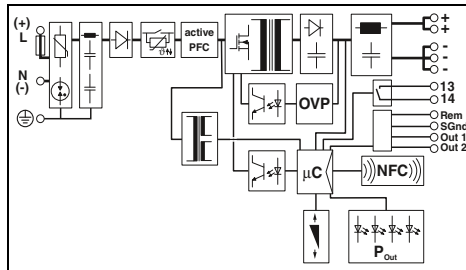 (+)
L
N
(-)
ϑ
active
PFC
OVP
+
+
-
-
-
13
14
Rem
SGnd
Out 1
Out 2
µC
NFC
P Out